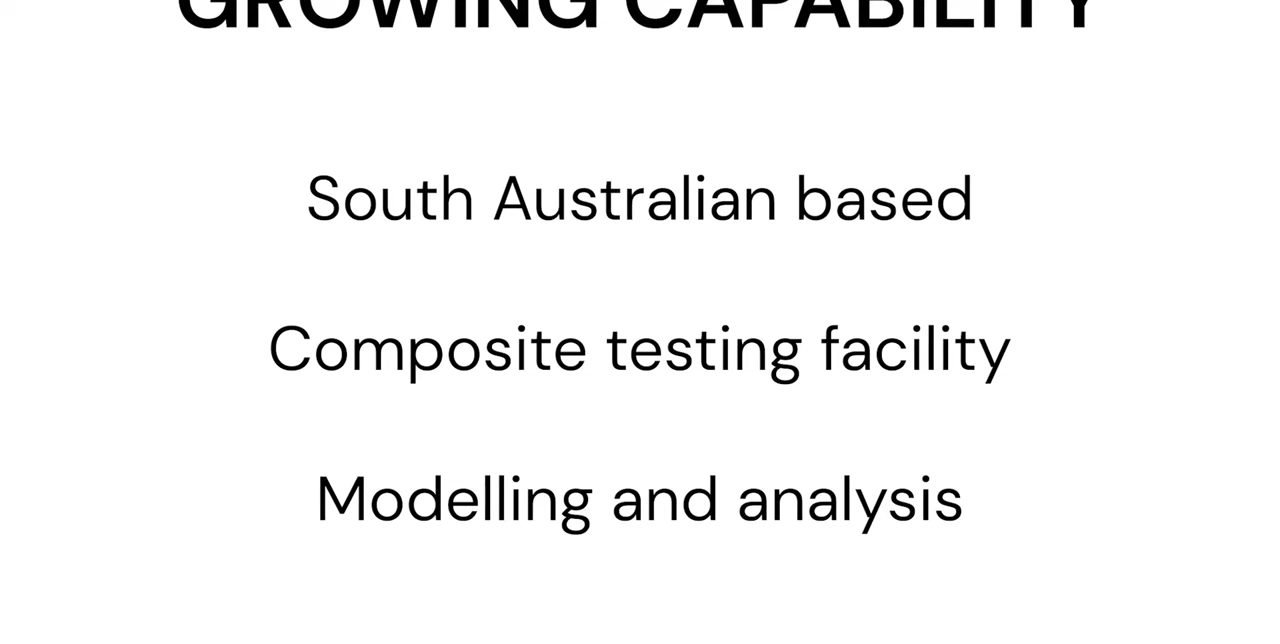 GROWING CAPABILITY
South Australian based
Composite testing facility
Modelling and analysis